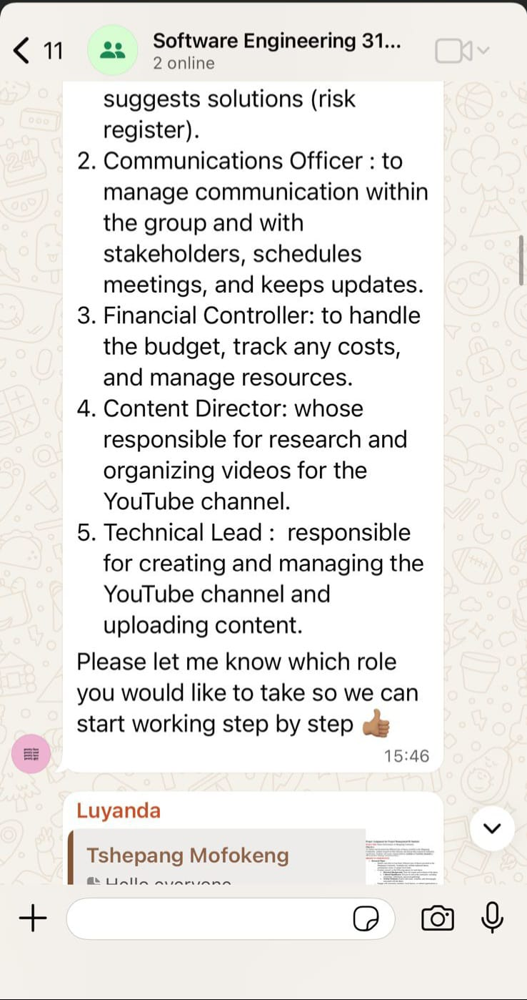 11
Software Engineering 31...
2 online
suggests solutions (risk
register).
2. Communications Officer : to
manage communication within
the group and with
stakeholders, schedules
meetings, and keeps updates.
3. Financial Controller: to handle
the budget, track any costs,
and manage resources.
4. Content Director: whose
responsible for research and
organizing videos for the
YouTube channel.
5. Technical Lead : responsible
for creating and managing the
YouTube channel and
uploading content.
Please let me know which role
you would like to take so we can
start working step by step 👍🏽
15:46
Luyanda
Tshepang Mofokeng
Hello everyone